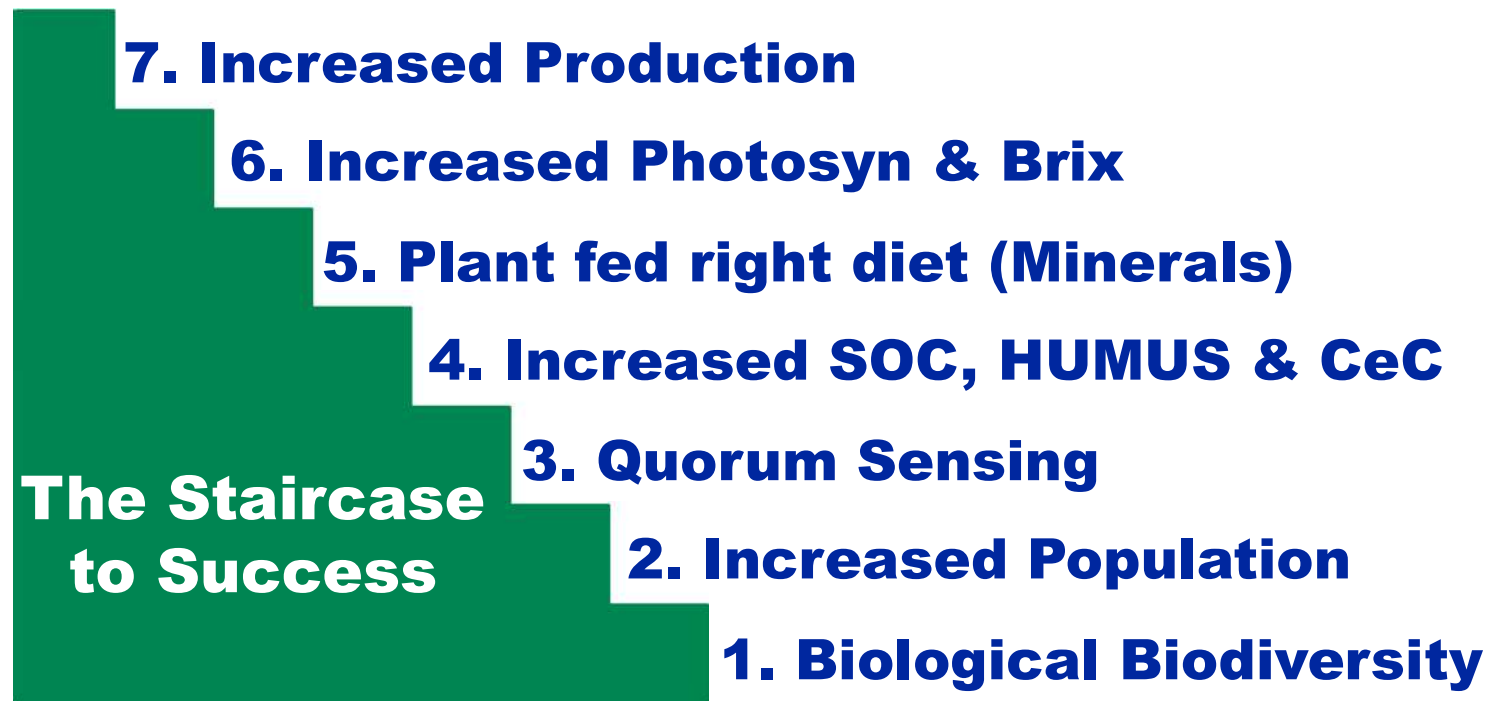 7. Increased Production
6. Increased Photosyn & Brix
5. Plant fed right diet (Minerals)
4. Increased SOC, HUMUS & CeC
3. Quorum Sensing
The Staircase
to Success
2. Increased Population
1. Biological Biodiversity